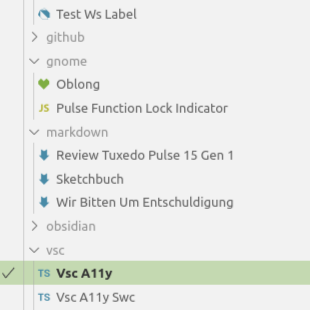 Test Ws Label
github
gnome
Oblong
JS Pulse Function Lock Indicator
markdown
Review Tuxedo Pulse 15 Gen 1
Sketchbuch
Wir Bitten Um Entschuldigung
obsidian
vsc
TS Vsc A11y
TS Vsc A11y Swc